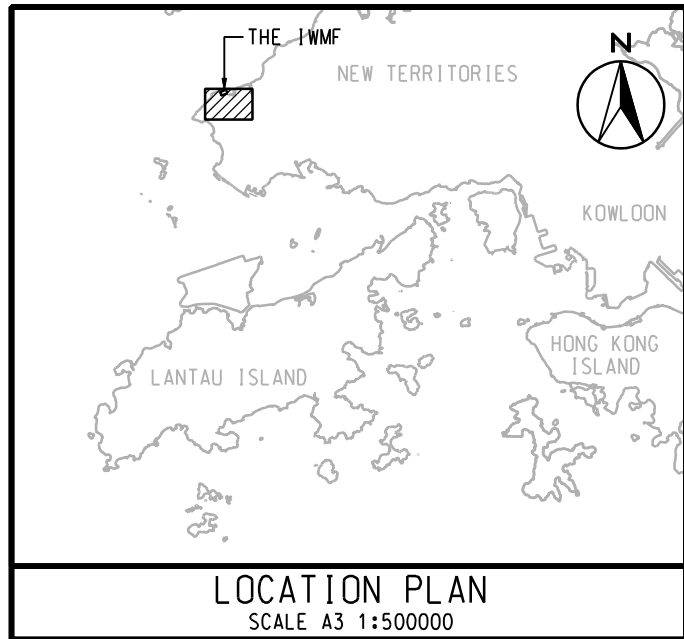 THE IWMF
N
NEW TERRITORIES
KOWLOON
HONG KONG
ISLAND
LANTAU ISLAND
LOCATION PLAN
SCALE A3 1:500000